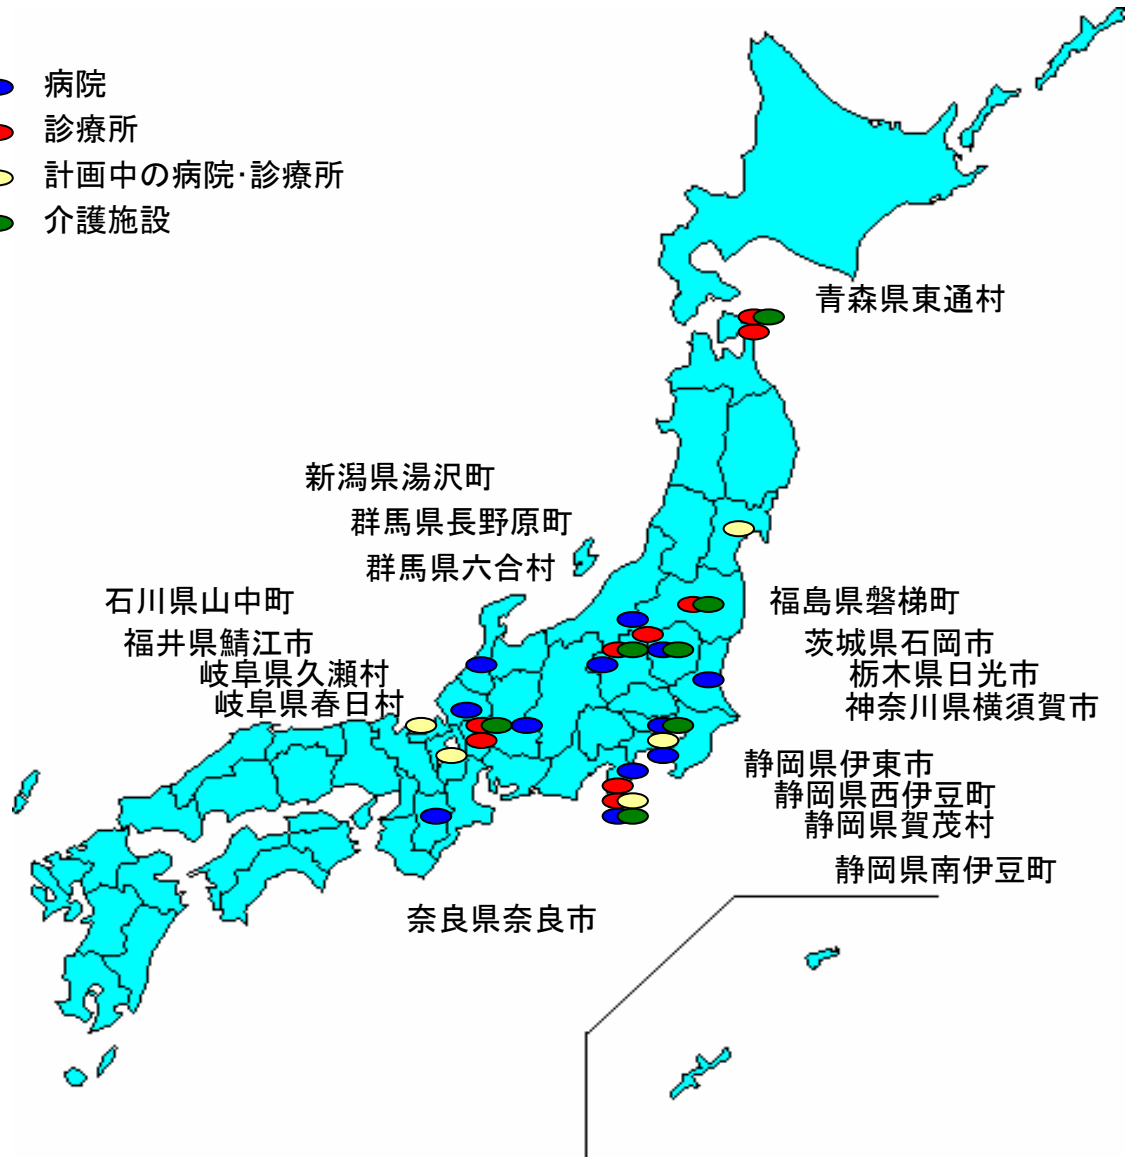 病院
診療所
計画中の病院･診療所
介護施設
青森県東通村
新潟県湯沢町
群馬県長野原町
群馬県六合村
石川県山中町
福井県鯖江市
岐阜県久瀬村
岐阜県春日村
福島県磐梯町
茨城県石岡市
栃木県日光市
神奈川県横須賀市
静岡県伊東市
静岡県西伊豆町
静岡県賀茂村
静岡県南伊豆町
奈良県奈良市